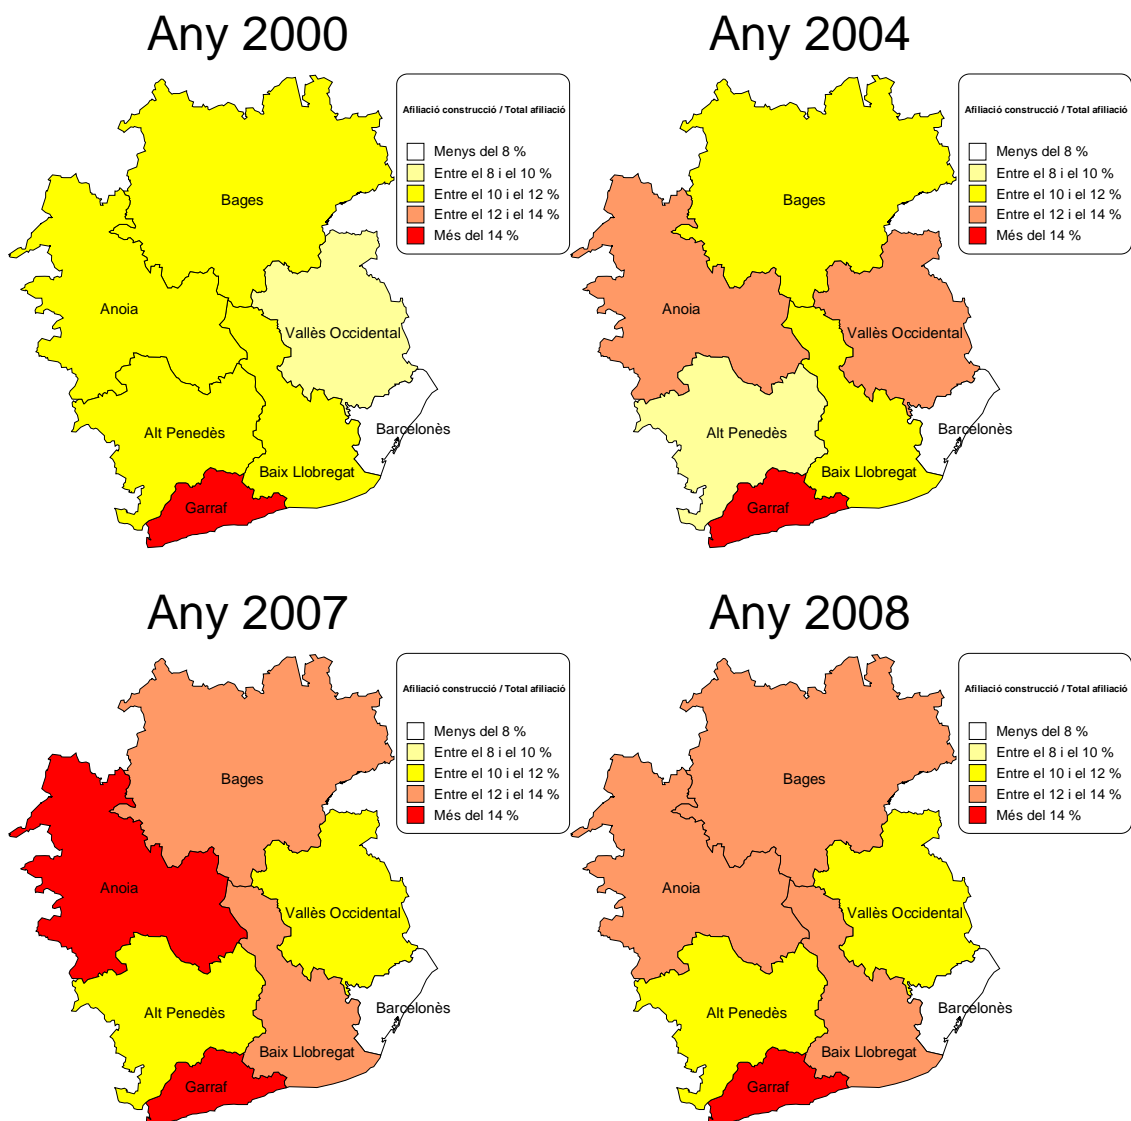 Any 2000
Afiliació construcció / Total afiliació
Menys del 8 %
Entre el 8 i el 10 %
Entre el 10 i el 12 %
Entre el 12 i el 14 %
Més del 14 %
Bages
Anoia
Vallès Occidental
Alt Penedès
Barcelonès
Baix Llobregat
Garraf
Any 2004
Afiliació construcció / Total afiliació
Menys del 8 %
Entre el 8 i el 10 %
Entre el 10 i el 12 %
Entre el 12 i el 14 %
Més del 14 %
Bages
Anoia
Vallès Occidental
Alt Penedès
Barcelonès
Baix Llobregat
Garraf
Any 2007
Afiliació construcció / Total afiliació
Menys del 8 %
Entre el 8 i el 10 %
Entre el 10 i el 12 %
Entre el 12 i el 14 %
Més del 14 %
Bages
Anoia
Vallès Occidental
Alt Penedès
Barcelonès
Baix Llobregat
Garraf
Any 2008
Afiliació construcció / Total afiliació
Menys del 8 %
Entre el 8 i el 10 %
Entre el 10 i el 12 %
Entre el 12 i el 14 %
Més del 14 %
Bages
Anoia
Vallès Occidental
Alt Penedès
Barcelonès
Baix Llobregat
Garraf